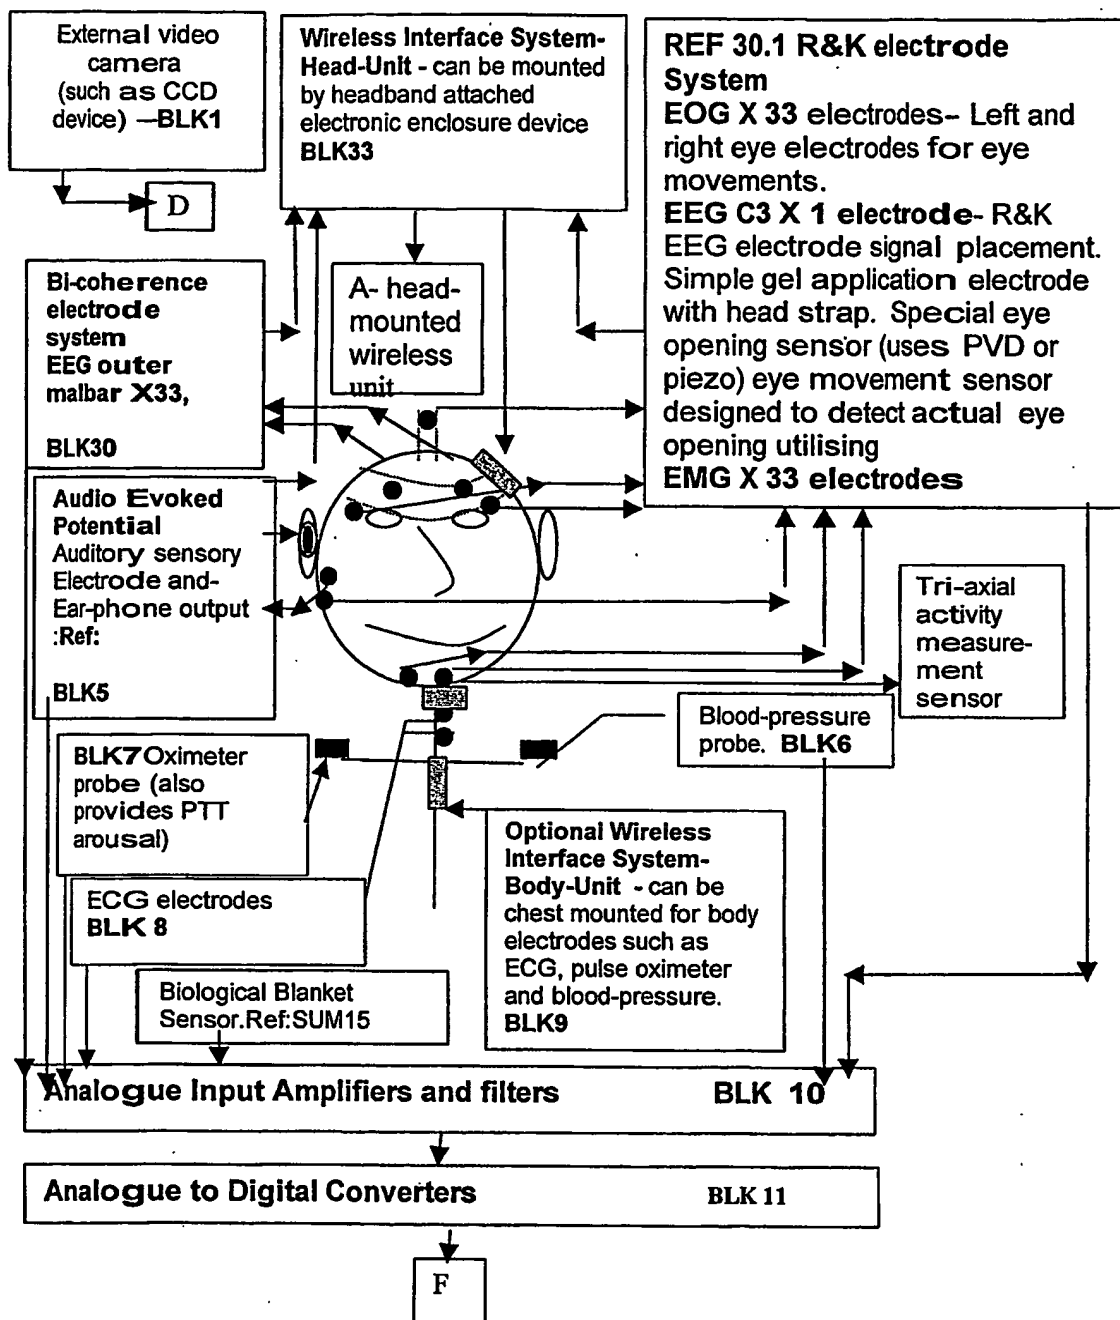 External video
camera
(such as CCD
device) —BLK1
D
Wireless Interface System-
Head-Unit - can be mounted
by headband attached
electronic enclosure device
BLK33
REF 30.1 R&K electrode
System
EOG X 33 electrodes– Left and
right eye electrodes for eye
movements.
EEG C3 X 1 electrode- R&K
EEG electrode signal placement.
Simple gel application electrode
with head strap. Special eye
opening sensor (uses PVD or
piezo) eye movement sensor
designed to detect actual eye
opening utilising
EMG X 33 electrodes
Bi-coherence
electrode
system
EEG outer
malbar X33,
BLK30
A- head-
mounted
wireless
unit
Audio Evoked
Potential
Auditory sensory
Electrode and-
Ear-phone output
:Ref:
BLK5
Tri-axial
activity
measure-
ment
sensor
Blood-pressure
probe. BLK6
BLK7 Oximeter
probe (also
provides PTT
arousal)
Optional Wireless
Interface System-
Body-Unit - can be
chest mounted for body
electrodes such as
ECG, pulse oximeter
and blood-pressure.
BLK9
ECG electrodes
BLK 8
Biological Blanket
Sensor.Ref:SUM15
Analogue Input Amplifiers and filters BLK 10
Analogue to Digital Converters BLK 11
F